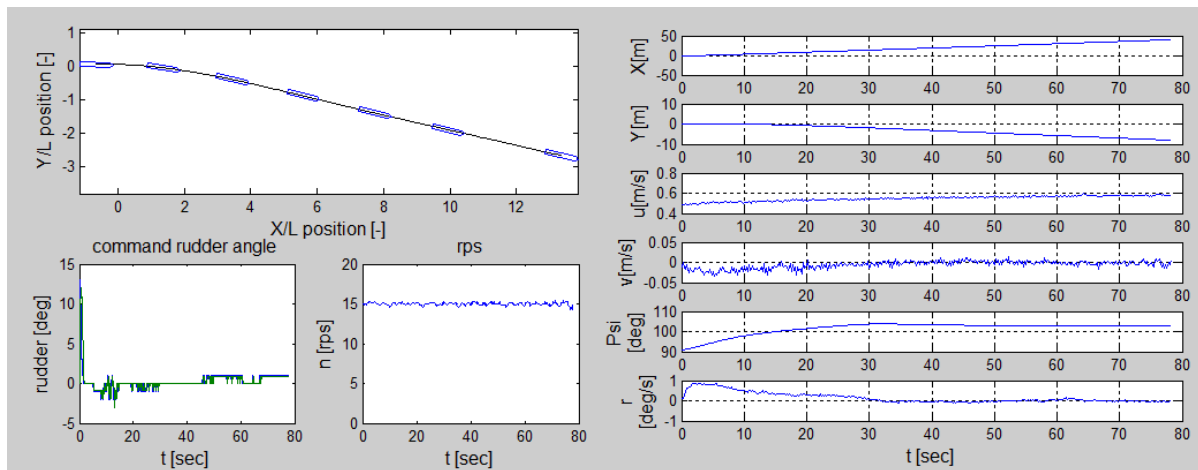 1
0
-1
-2
-3
Y/L position [-]
0 2 4 6 8 10 12
X/L position [-]
command rudder angle
15
10
5
0
-5
rudder [deg]
0 20 40 60 80
t [sec]
rps
20
15
10
5
0
n [rps]
0 20 40 60 80
t [sec]
50
0
-50
X[m]
0 10 20 30 40 50 60 70 80
10
0
-10
Y[m]
0 10 20 30 40 50 60 70 80
0.8
0.6
0.4
u[m/s]
0 10 20 30 40 50 60 70 80
0.05
0
-0.05
v[m/s]
0 10 20 30 40 50 60 70 80
110
100
90
Psi
[deg]
0 10 20 30 40 50 60 70 80
1
0
-1
r
[deg/s]
0 10 20 30 40 50 60 70 80
t [sec]